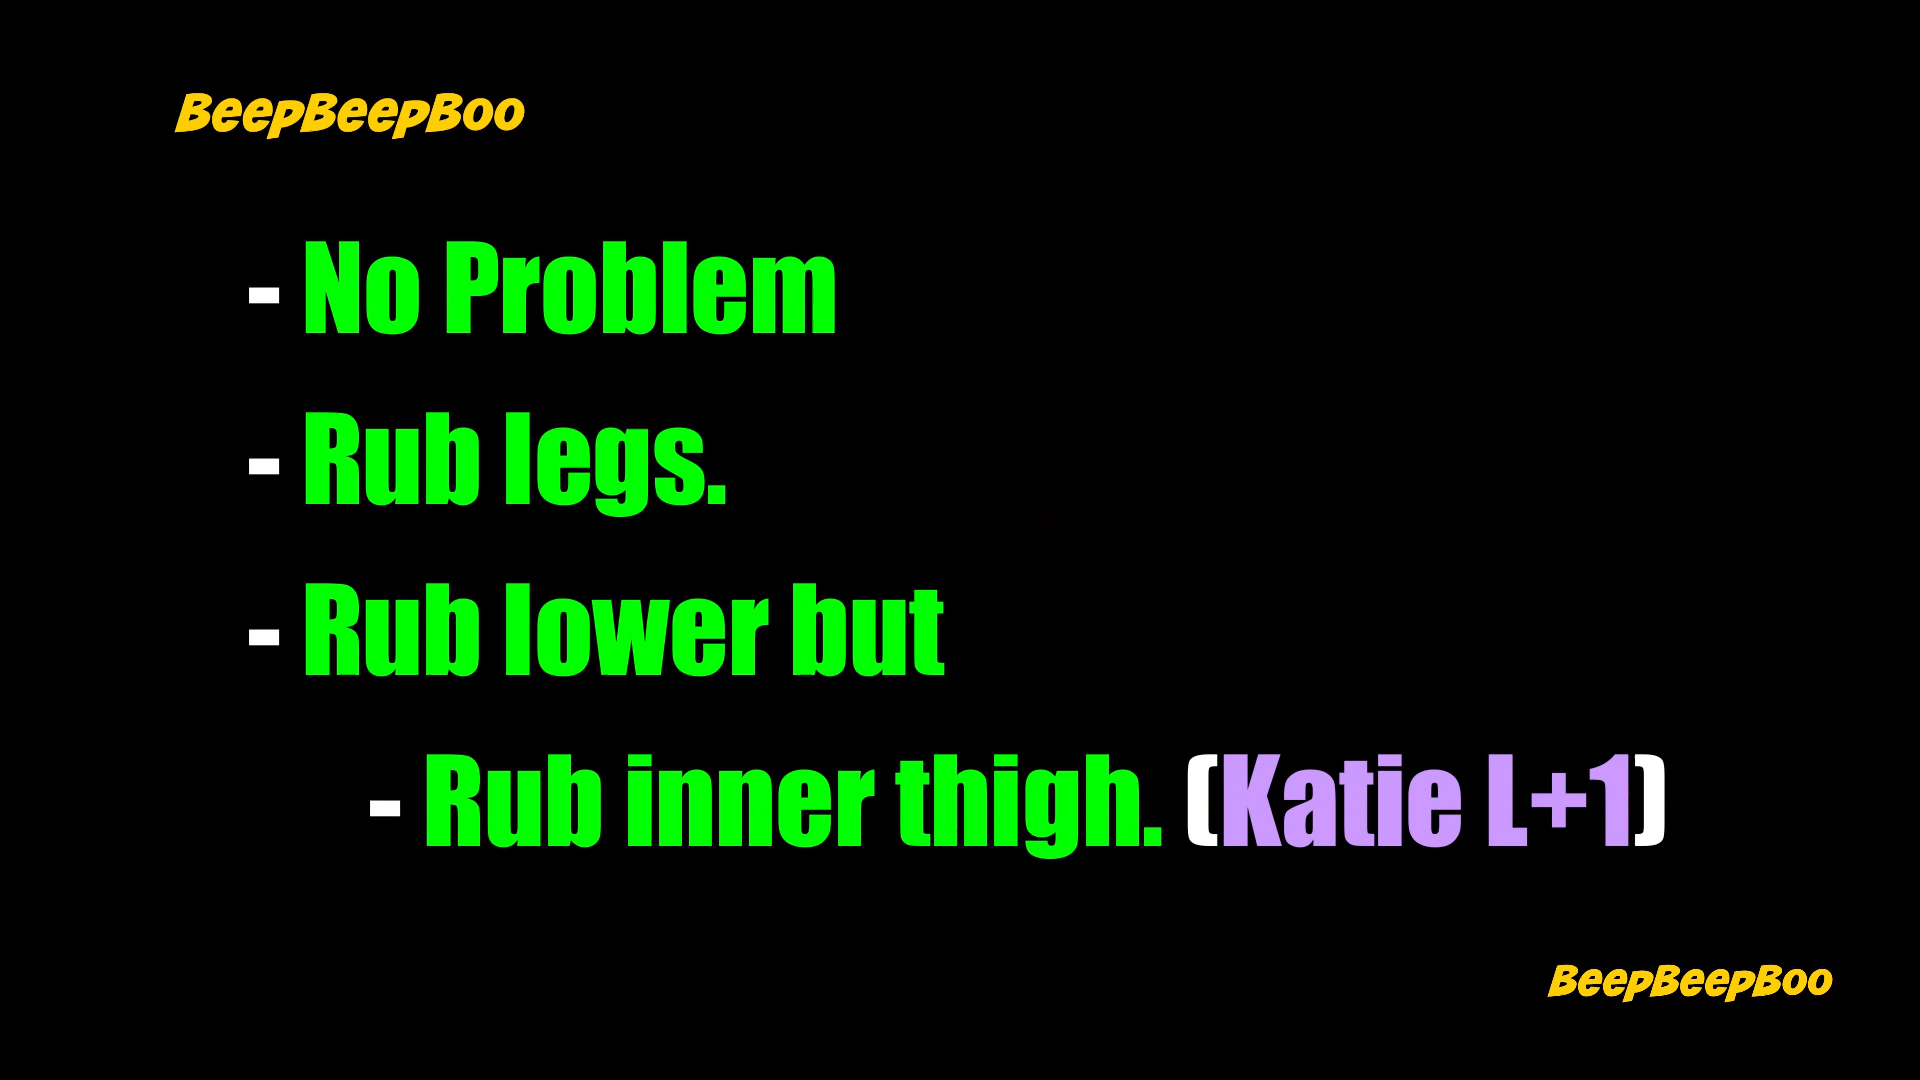 BeepBeepBoo
- No Problem
- Rub legs.
- Rub lower but
- Rub inner thigh. (Katie L+1)
BeepBeepBoo